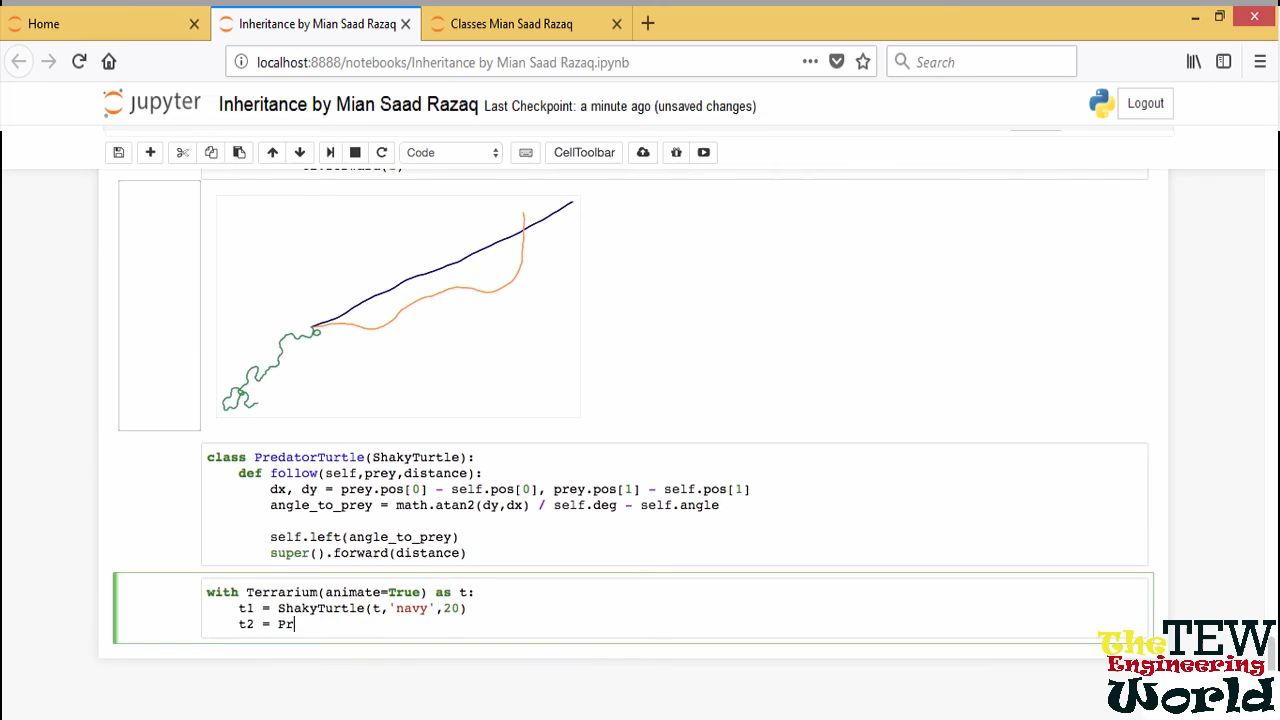 Home
Inheritance by Mian Saad Razaq
Classes Mian Saad Razaq
localhost:8888/notebooks/Inheritance by Mian Saad Razaq.ipynb
Search
jupyter Inheritance by Mian Saad Razaq Last Checkpoint: a minute ago (unsaved changes)
Logout
Code
CellToolbar
class PredatorTurtle(ShakyTurtle):
def follow(self,prey,distance):
dx, dy = prey.pos[0] - self.pos[0], prey.pos[1] - self.pos[1]
angle_to_prey = math.atan2(dy,dx) / self.deg - self.angle
self.left(angle_to_prey)
super().forward(distance)
with Terrarium(animate=True) as t:
t1 = ShakyTurtle(t,'navy',20)
t2 = Pr
The TEW
Engineering
World